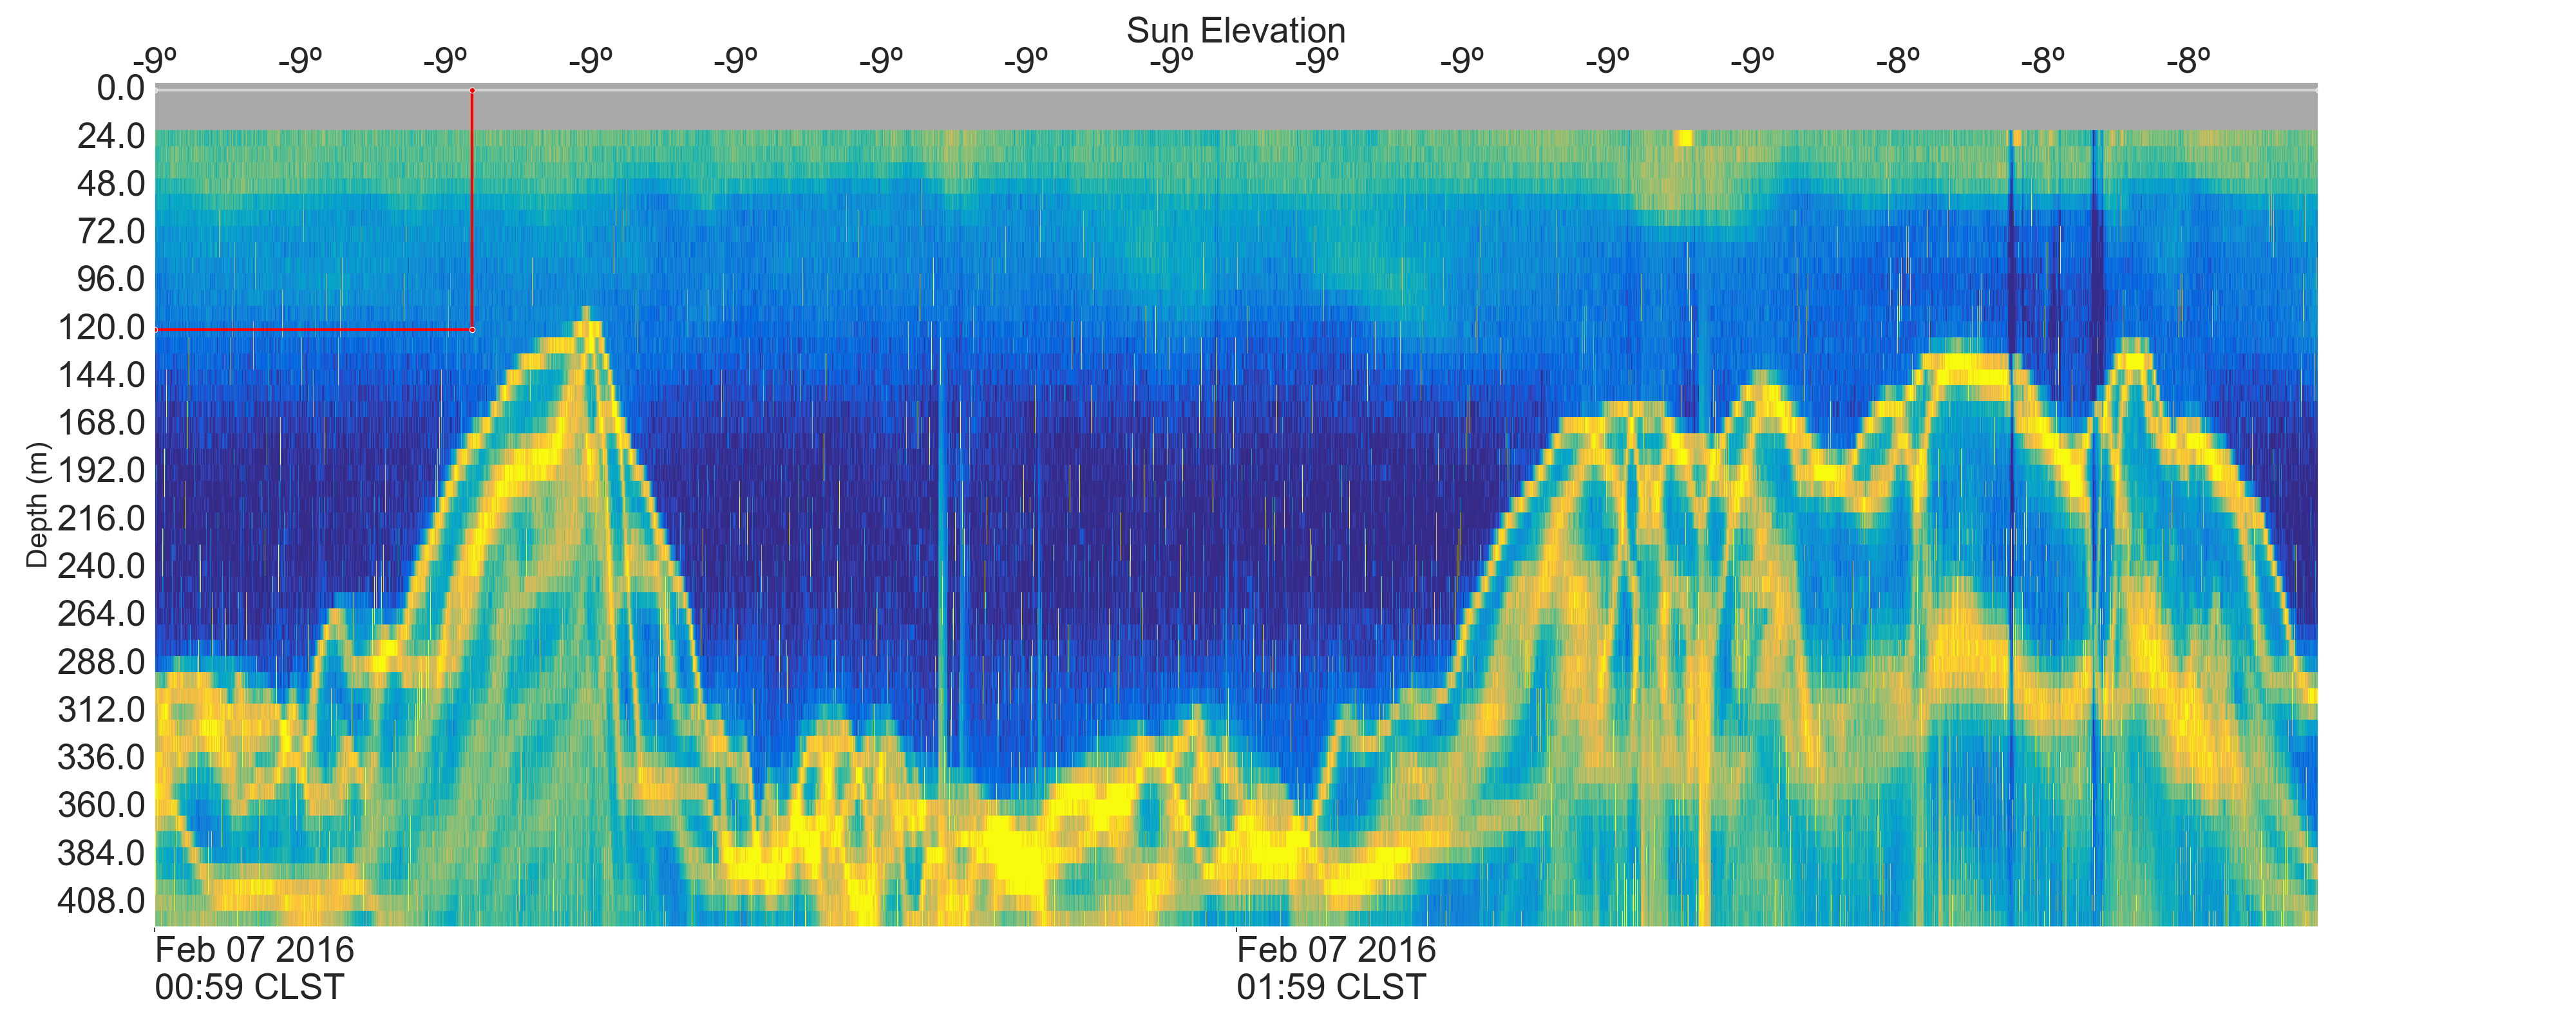 Sun Elevation
-9º -9º -9º -9º -9º -9º -9º -9º -9º -9º -9º -9º -8º -8º -8º
0.0
24.0
48.0
72.0
96.0
120.0
144.0
168.0
192.0
216.0
240.0
264.0
288.0
312.0
336.0
360.0
384.0
408.0
Depth (m)
Feb 07 2016
00:59 CLST
Feb 07 2016
01:59 CLST